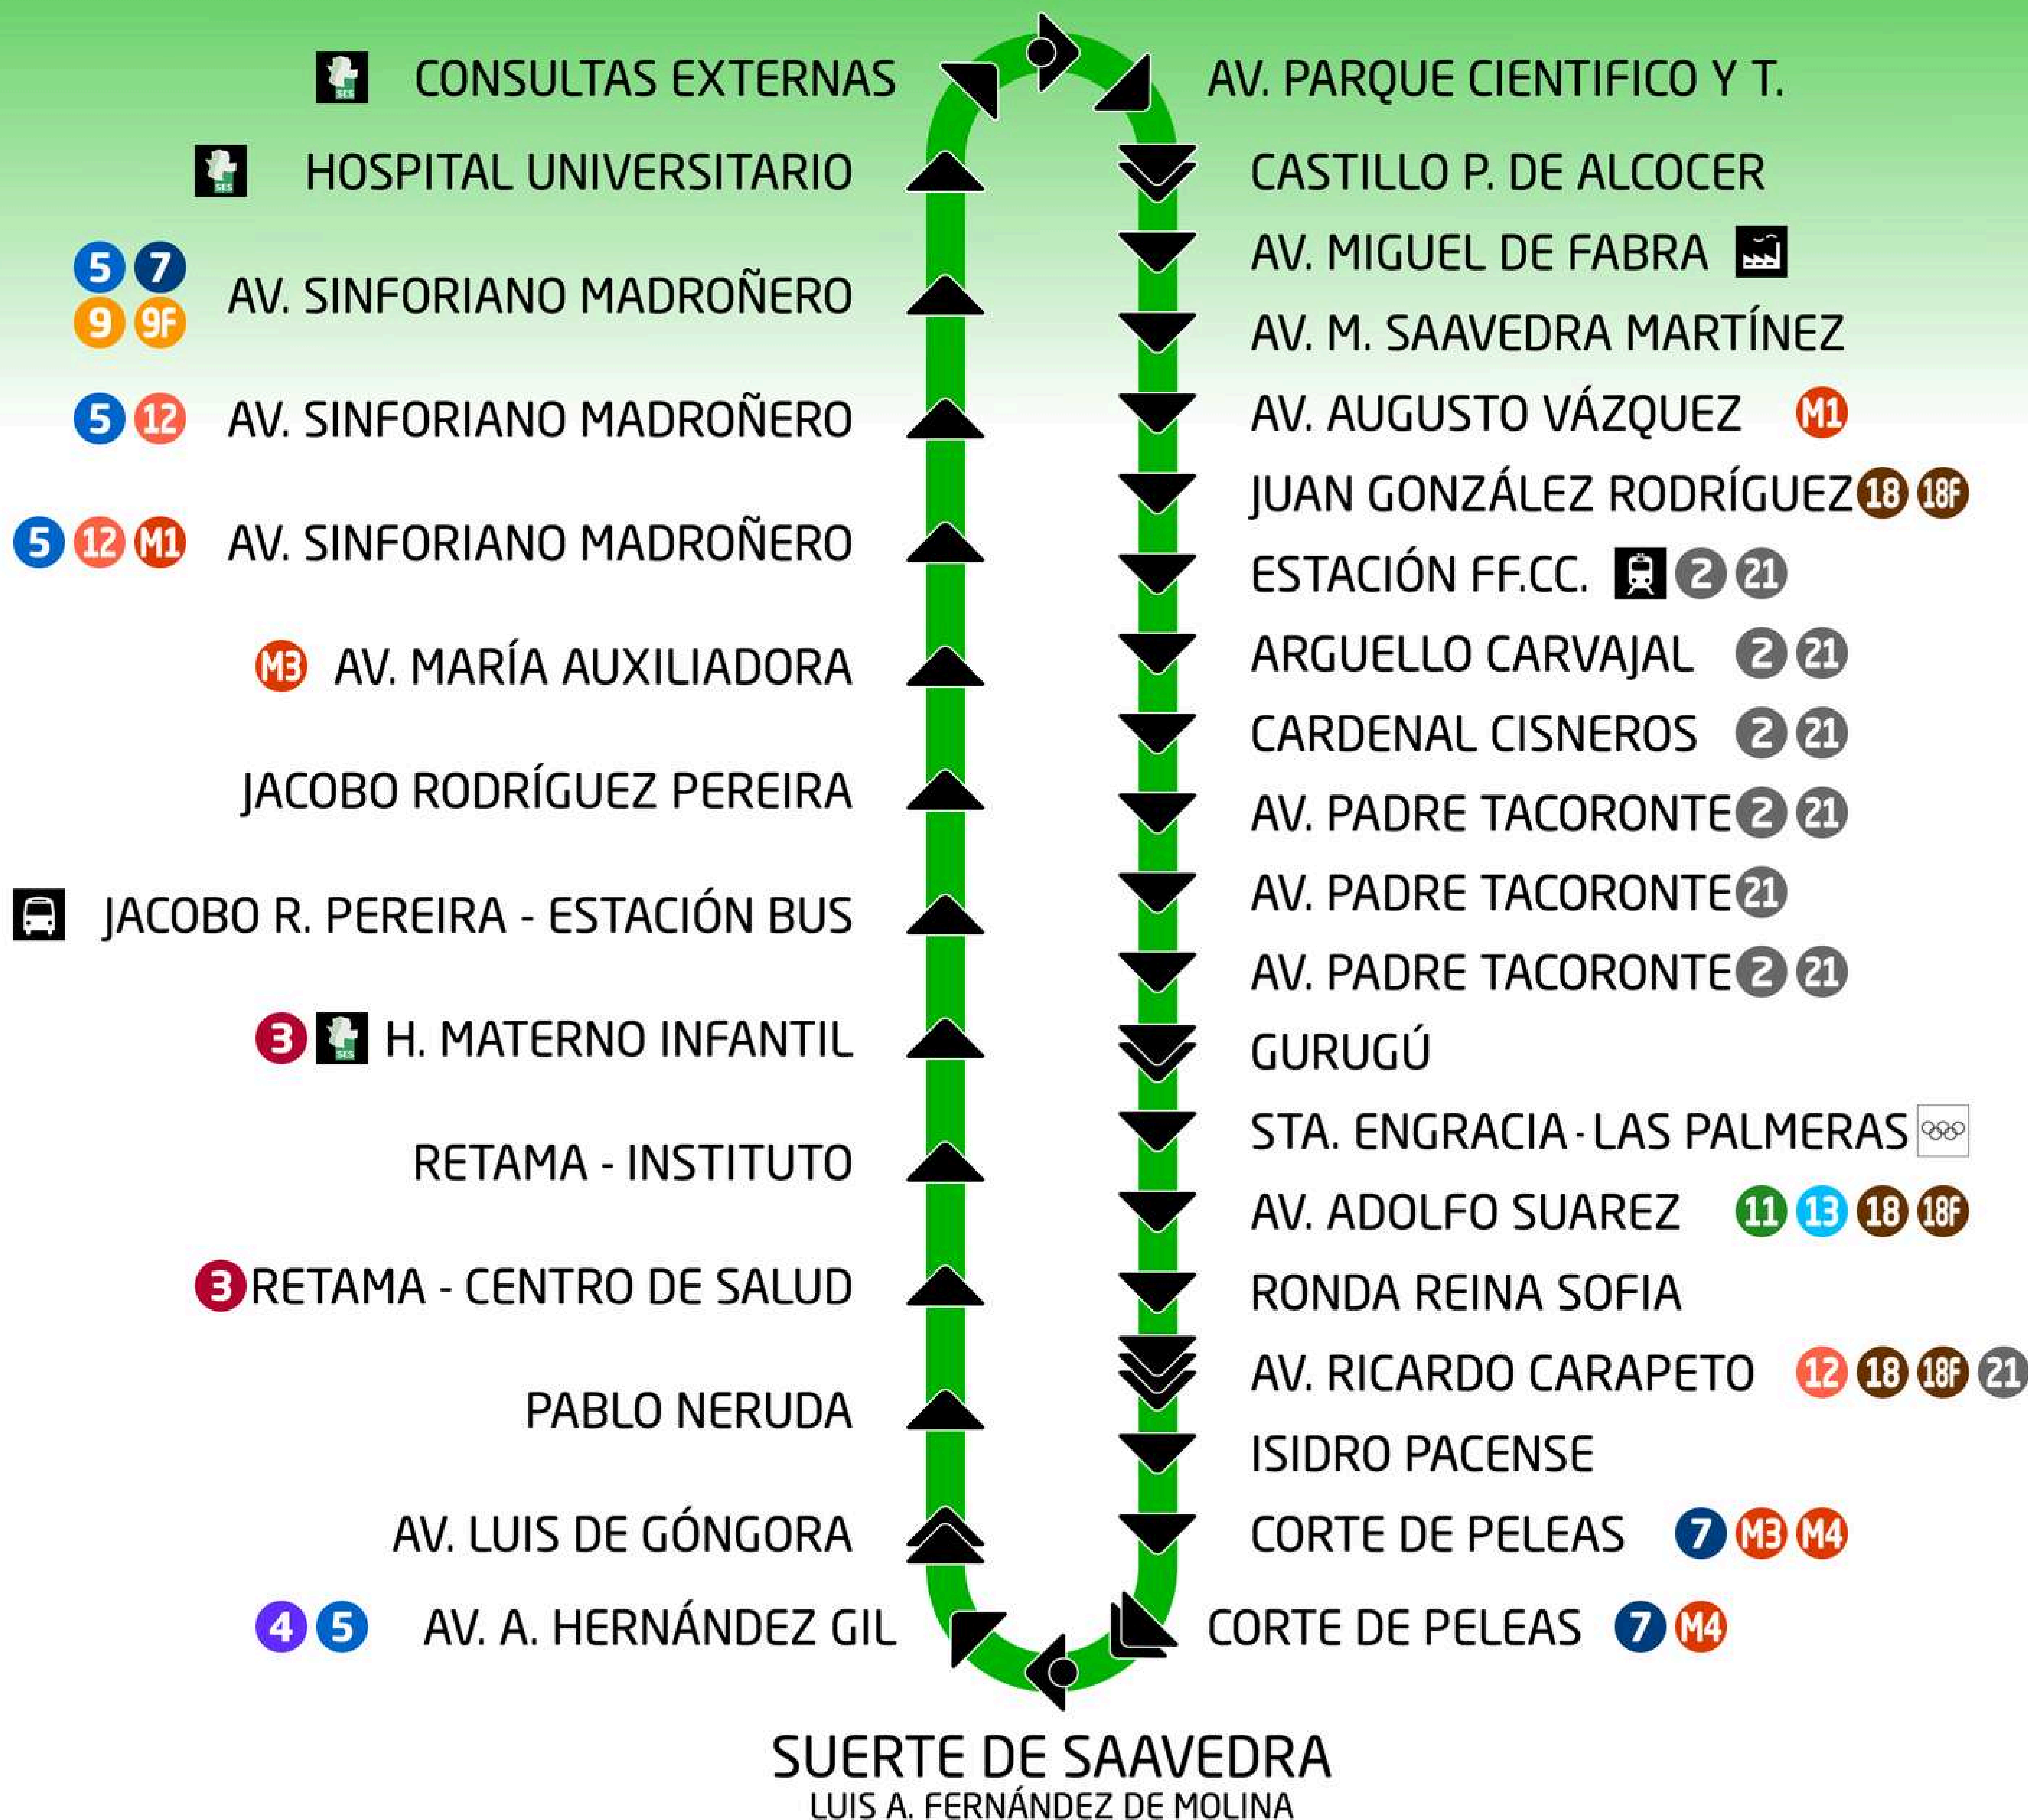 SES CONSULTAS EXTERNAS
SES HOSPITAL UNIVERSITARIO
5 7
9 9F
AV. SINFORIANO MADROÑERO
5 12 AV. SINFORIANO MADROÑERO
5 12 M1 AV. SINFORIANO MADROÑERO
M3 AV. MARÍA AUXILIADORA
JACOBO RODRÍGUEZ PEREIRA
JACOBO R. PEREIRA - ESTACIÓN BUS
3 SES H. MATERNO INFANTIL
RETAMA - INSTITUTO
3 RETAMA - CENTRO DE SALUD
PABLO NERUDA
AV. LUIS DE GÓNGORA
4 5 AV. A. HERNÁNDEZ GIL
AV. PARQUE CIENTIFICO Y T.
CASTILLO P. DE ALCOCER
AV. MIGUEL DE FABRA
AV. M. SAAVEDRA MARTÍNEZ
AV. AUGUSTO VÁZQUEZ M1
JUAN GONZÁLEZ RODRÍGUEZ 18 18F
ESTACIÓN FF.CC. 2 21
ARGUELLO CARVAJAL 2 21
CARDENAL CISNEROS 2 21
AV. PADRE TACORONTE 2 21
AV. PADRE TACORONTE 21
AV. PADRE TACORONTE 2 21
GURUGÚ
STA. ENGRACIA - LAS PALMERAS
AV. ADOLFO SUAREZ 11 13 18 18F
RONDA REINA SOFIA
AV. RICARDO CARAPETO 12 18 18F 21
ISIDRO PACENSE
CORTE DE PELEAS 7 M3 M4
CORTE DE PELEAS 7 M4
SUERTE DE SAAVEDRA
LUIS A. FERNÁNDEZ DE MOLINA